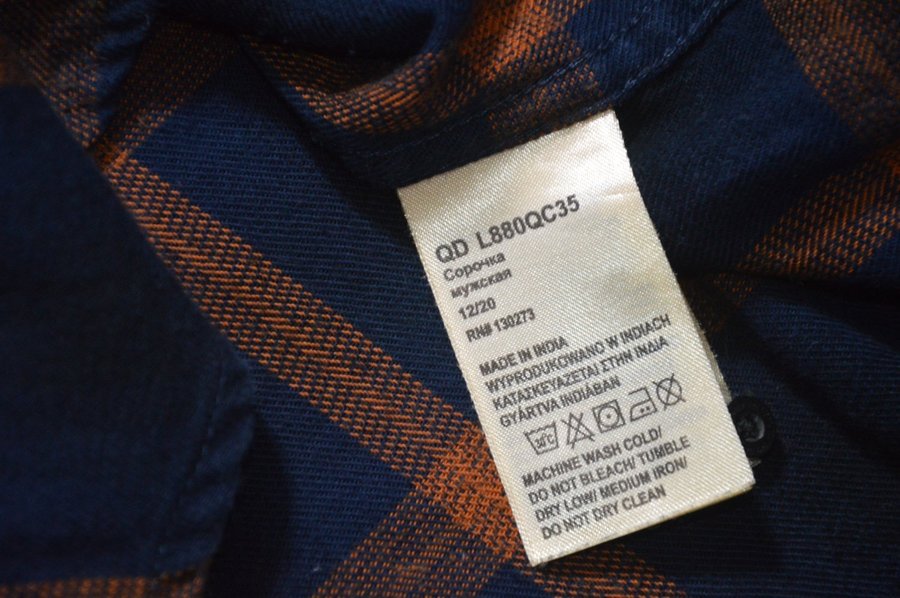 QD L880QC35
Сорочка
мужская
12/20
RN# 130273
MADE IN INDIA
WYPRODUKOWANO W INDIACH
ΚΑΤΑΣΚΕΥΑΖΕΤΑΙ ΣΤΗΝ ΙΝΔΙΑ
GYÁRTVA INDIÁBAN
30°C
MACHINE WASH COLD/
DO NOT BLEACH/ TUMBLE
DRY LOW/ MEDIUM IRON/
DO NOT DRY CLEAN